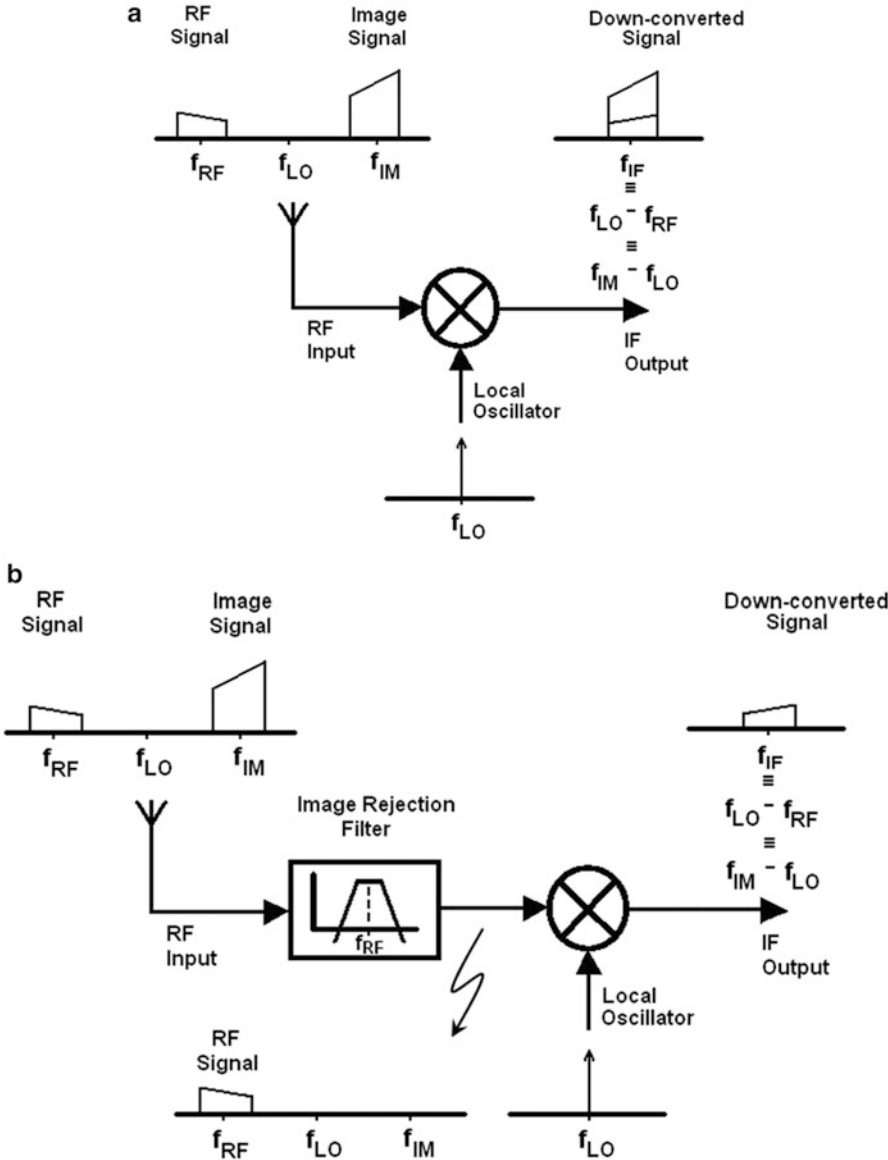 a
RF
Signal
Image
Signal
Down-converted
Signal
fRF
fLO
fIM
fIF
≡
fLO - fRF
≡
fIM - fLO
RF
Input
IF
Output
Local
Oscillator
fLO
b
RF
Signal
Image
Signal
Down-converted
Signal
fRF
fLO
fIM
fIF
≡
fLO - fRF
≡
fIM - fLO
Image Rejection
Filter
fRF
RF
Input
IF
Output
Local
Oscillator
RF
Signal
fRF
fLO
fIM
fLO